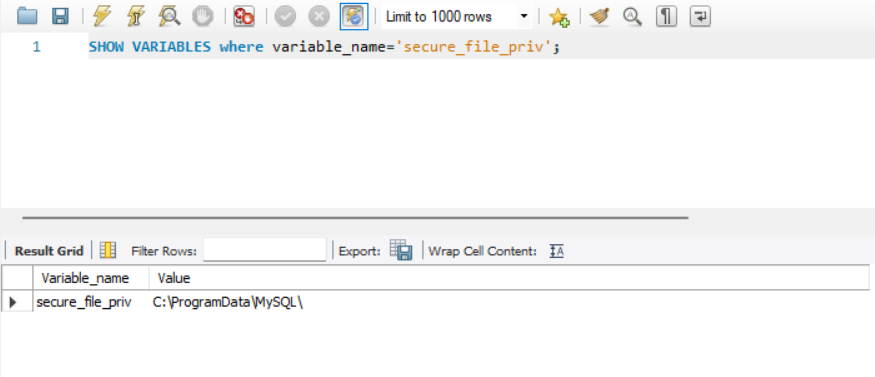 Limit to 1000 rows
1 SHOW VARIABLES where variable_name='secure_file_priv';
Result Grid Filter Rows: Export: Wrap Cell Content: IA
Variable_name Value
secure_file_priv C:\ProgramData\MySQL\